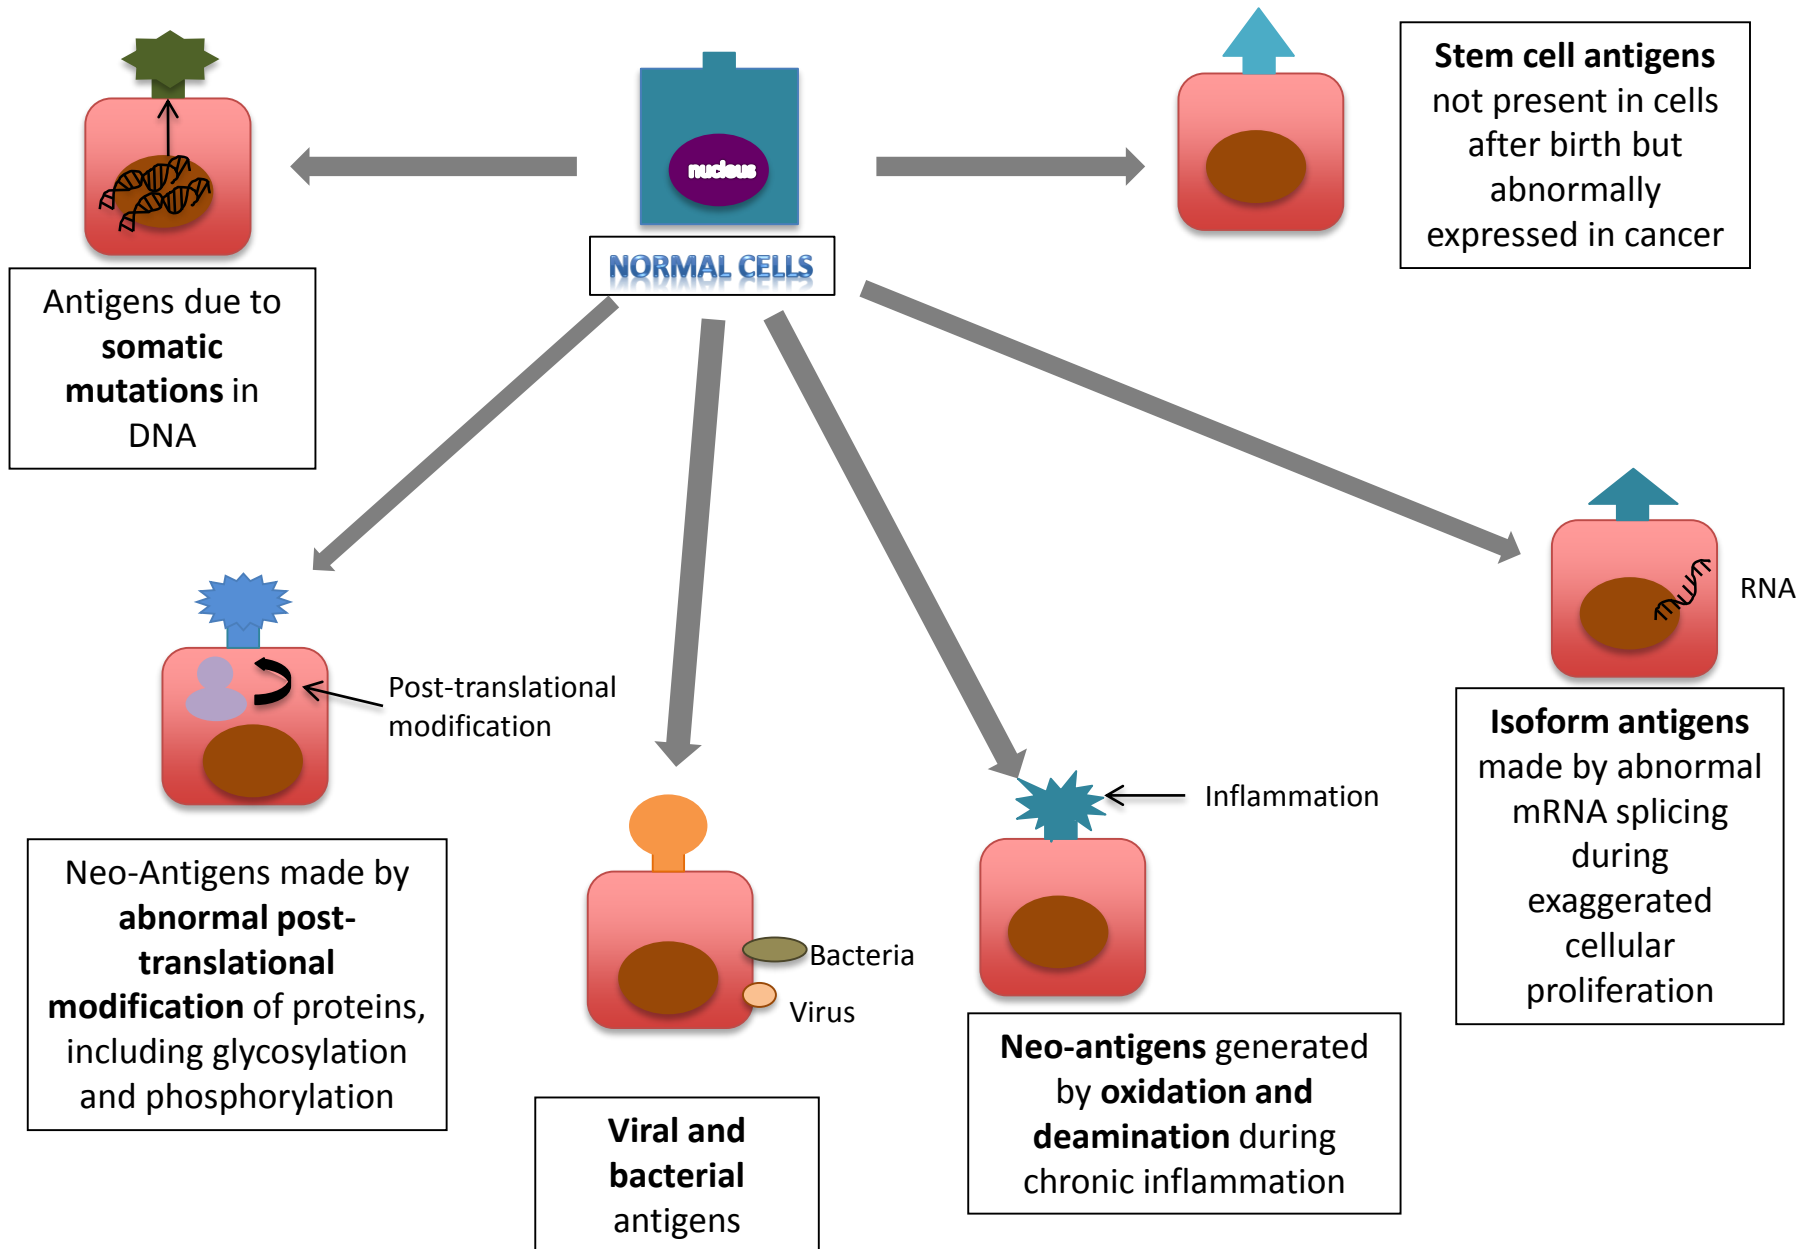 nucleus
NORMAL CELLS
Stem cell antigens
not present in cells
after birth but
abnormally
expressed in cancer
Antigens due to
somatic
mutations in
DNA
RNA
Post-translational
modification
Isoform antigens
made by abnormal
mRNA splicing
during
exaggerated
cellular
proliferation
Inflammation
Neo-Antigens made by
abnormal post-
translational
modification of proteins,
including glycosylation
and phosphorylation
Bacteria
Virus
Neo-antigens generated
by oxidation and
deamination during
chronic inflammation
Viral and
bacterial
antigens